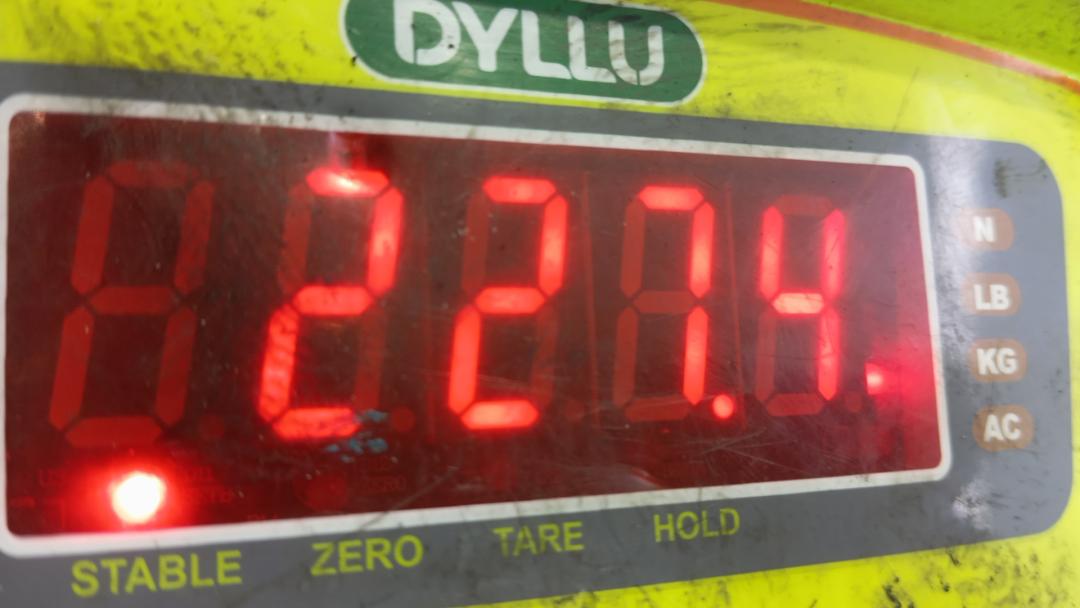 DYLLU
227.4
N
LB
KG
AC
STABLE ZERO TARE HOLD